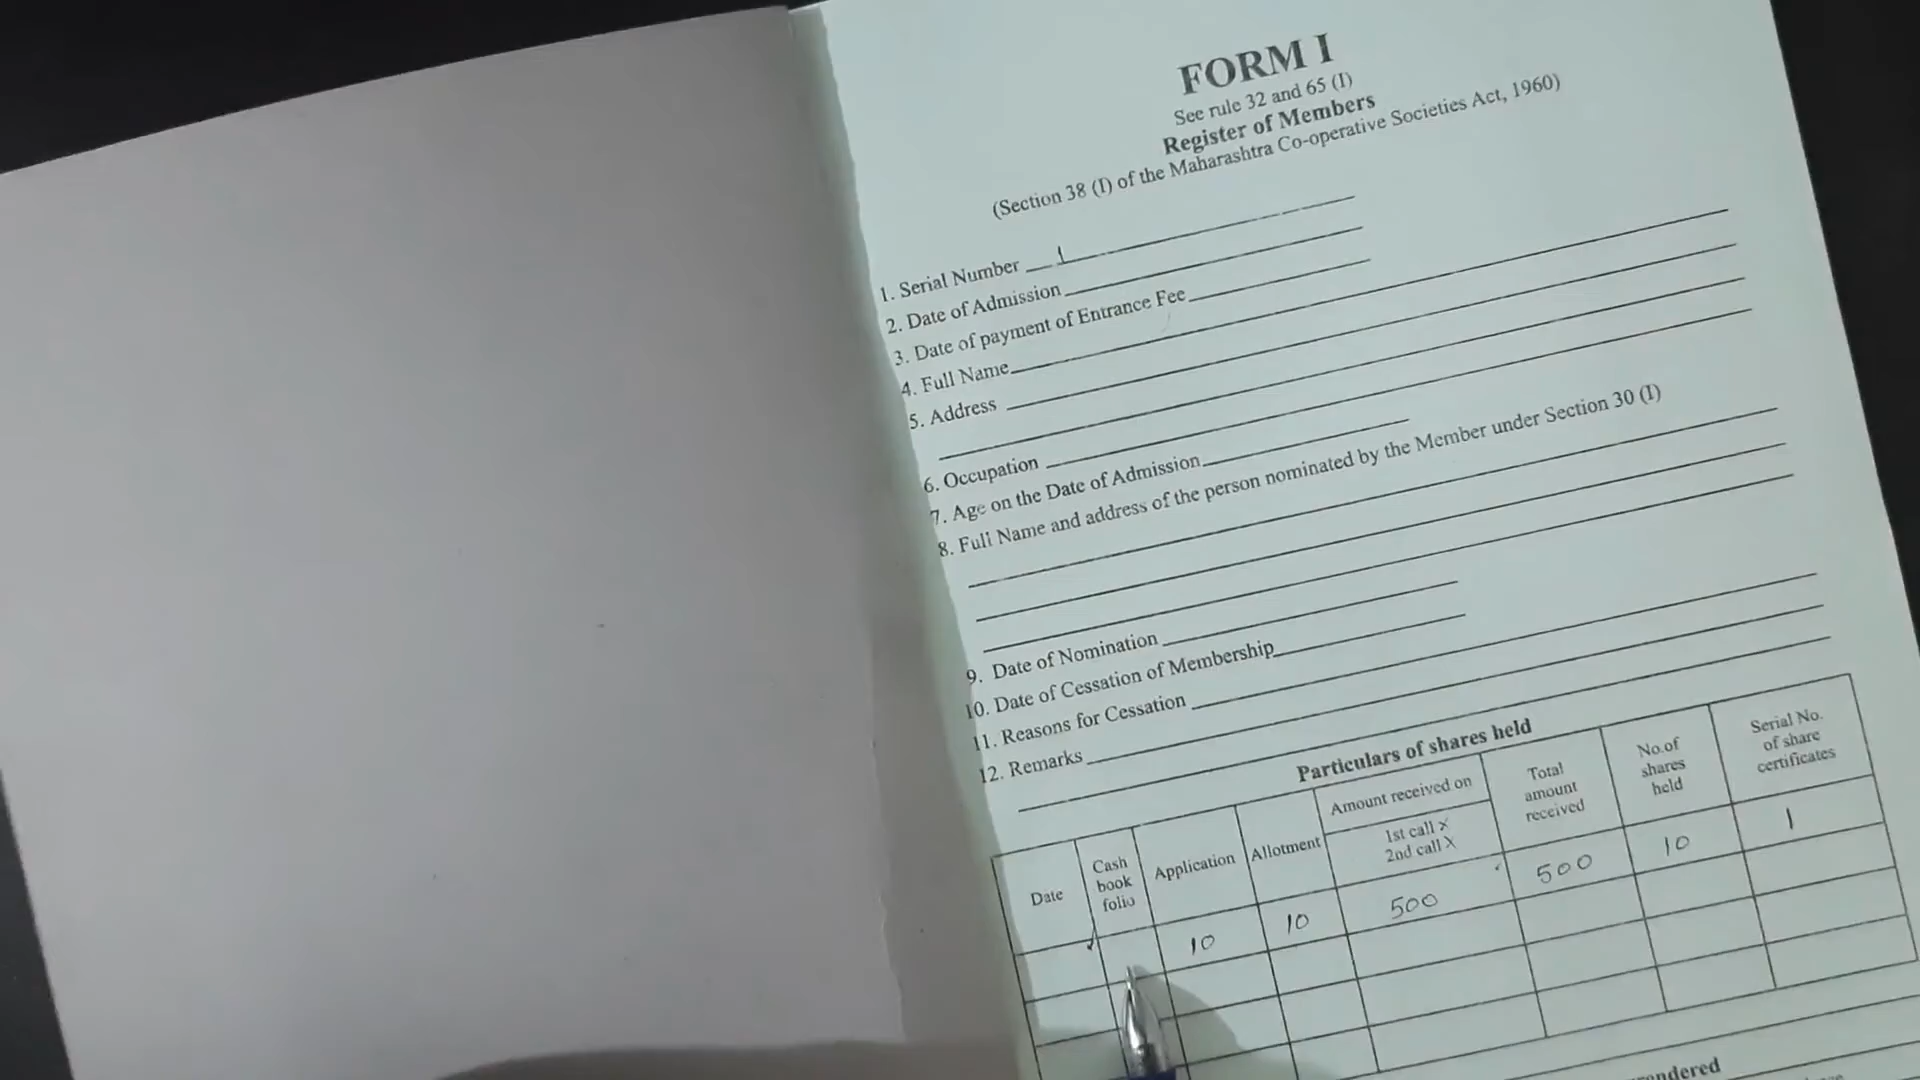 FORM I
See rule 32 and 65 (I)
Register of Members
(Section 38 (I) of the Maharashtra Co-operative Societies Act, 1960)
1. Serial Number 1
2. Date of Admission
3. Date of payment of Entrance Fee
4. Full Name
5. Address
6. Occupation
7. Age on the Date of Admission
8. Full Name and address of the person nominated by the Member under Section 30 (I)
9. Date of Nomination
10. Date of Cessation of Membership
11. Reasons for Cessation
12. Remarks
Particulars of shares held
Date
Cash
book
folio
Application
Allotment
Amount received on
1st call X
2nd call X
Total
amount
received
No.of
shares
held
Serial No.
of share
certificates
10 10 500 500 10 1